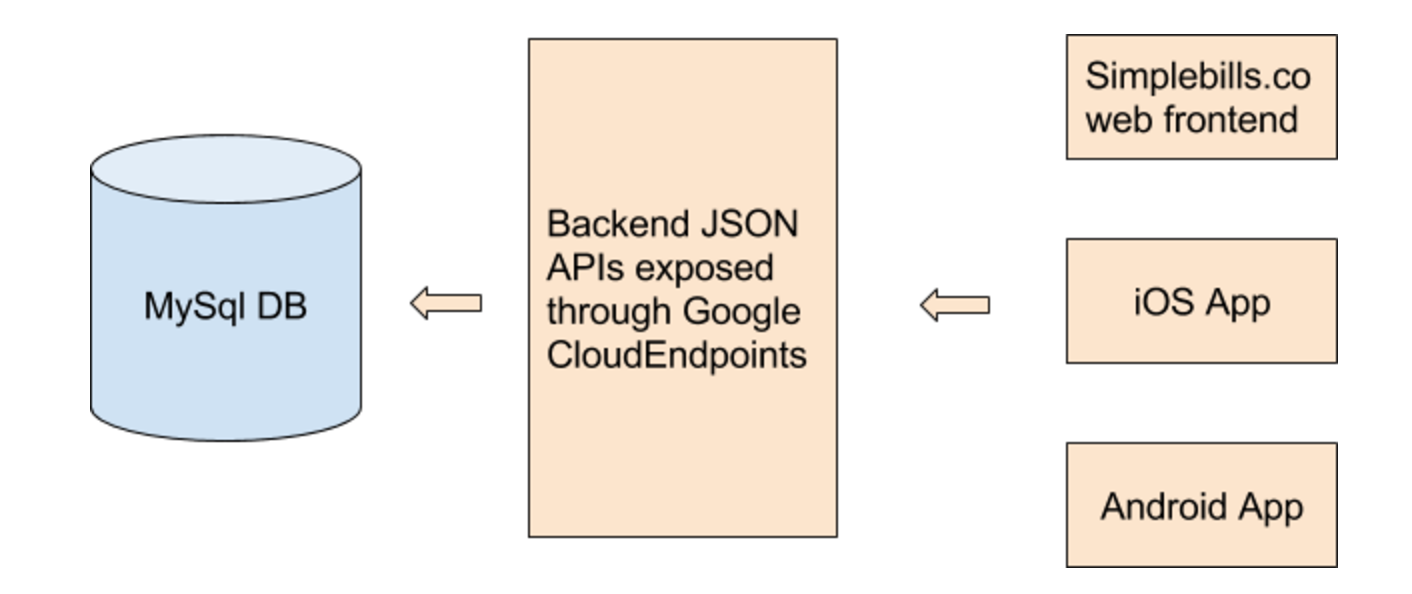 MySql DB
Backend JSON
APIs exposed
through Google
CloudEndpoints
Simplebills.co
web frontend
iOS App
Android App